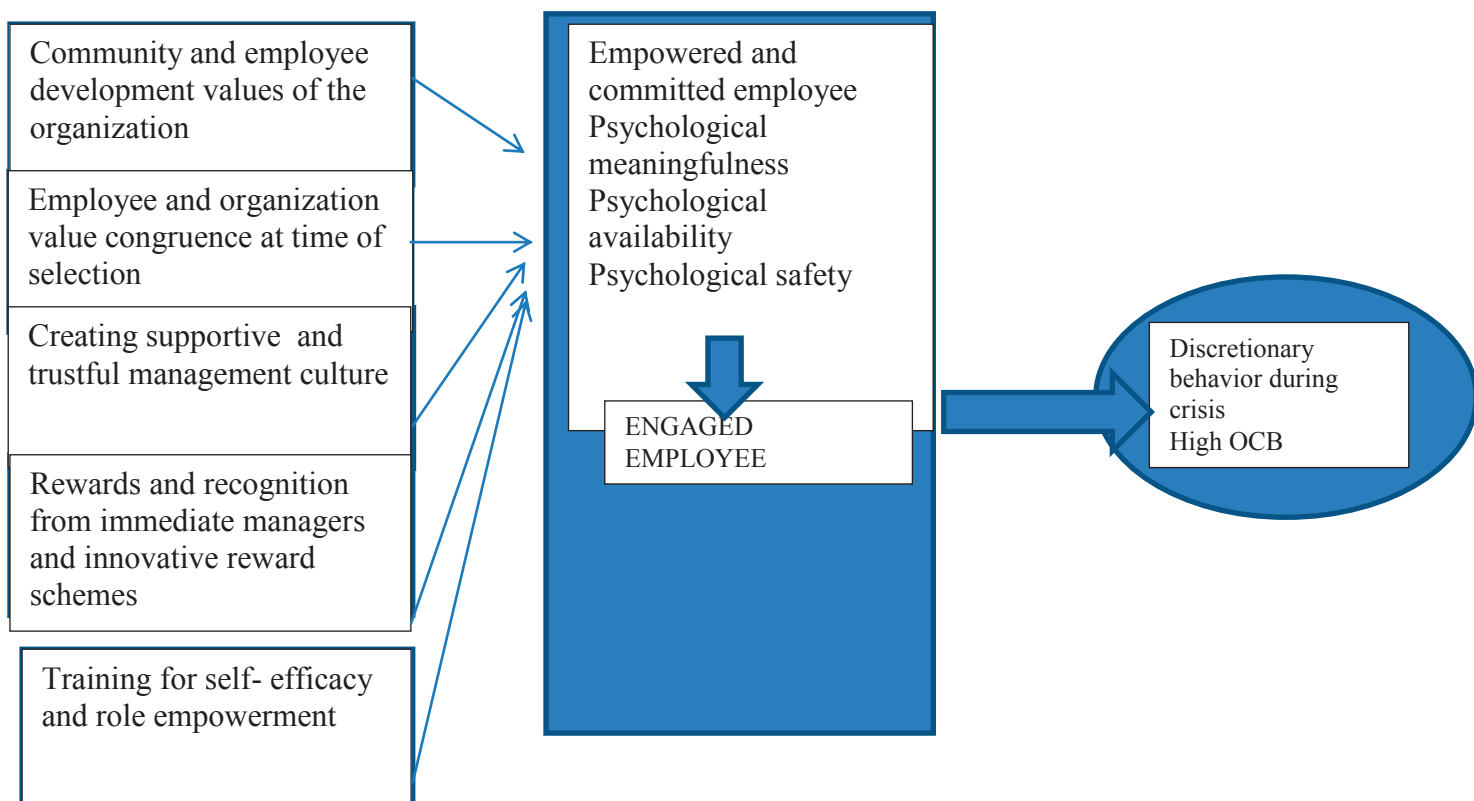 Community and employee
development values of the
organization
Employee and organization
value congruence at time of
selection
Creating supportive  and
trustful management culture
Rewards and recognition
from immediate managers
and innovative reward
schemes
Training for self- efficacy
and role empowerment
Empowered and
committed employee
Psychological
meaningfulness
Psychological
availability
Psychological safety
ENGAGED
EMPLOYEE
Discretionary
behavior during
crisis
High OCB